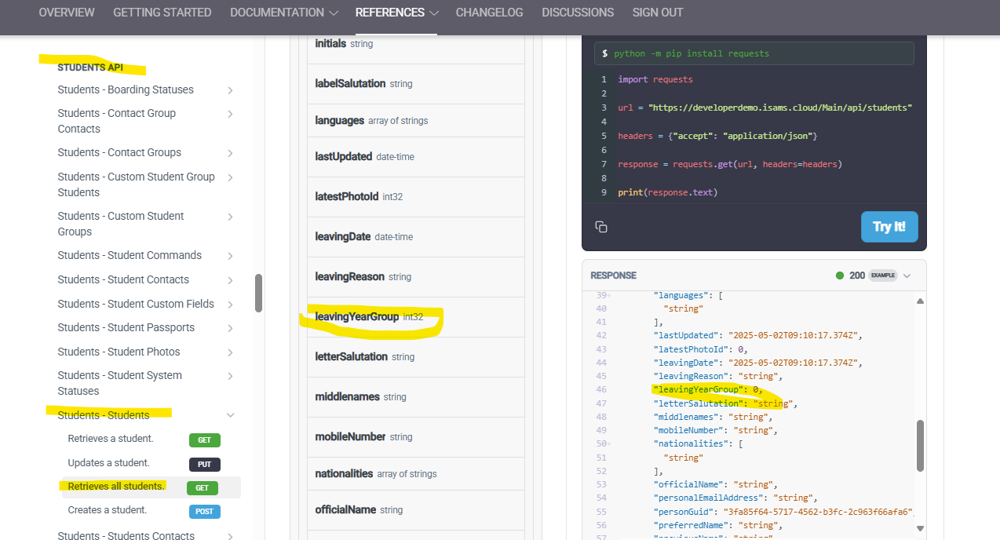 OVERVIEW GETTING STARTED DOCUMENTATION REFERENCES CHANGELOG DISCUSSIONS SIGN OUT
STUDENTS API
Students - Boarding Statuses
Students - Contact Group
Contacts
Students - Contact Groups
Students - Custom Student Group
Students
Students - Custom Student
Groups
Students - Student Commands
Students - Student Contacts
Students - Student Custom Fields
Students - Student Passports
Students - Student Photos
Students - Student System
Statuses
Students - Students
Retrieves a student. GET
Updates a student. PUT
Retrieves all students. GET
Creates a student. POST
Students - Students Contacts
initials string
labelSalutation string
languages array of strings
lastUpdated date-time
latestPhotoId int32
leavingDate date-time
leavingReason string
leavingYearGroup int32
letterSalutation string
middlenames string
mobileNumber string
nationalities array of strings
officialName string
$ python -m pip install requests
1 import requests
2
3 url = "https://developerdemo.isams.cloud/Main/api/students"
4
5 headers = {"accept": "application/json"}
6
7 response = requests.get(url, headers=headers)
8
9 print(response.text)
Try It!
RESPONSE 200 EXAMPLE
39 "languages": [
40 "string"
41 ],
42 "lastUpdated": "2025-05-02T09:10:17.374Z",
43 "latestPhotoId": 0,
44 "leavingDate": "2025-05-02T09:10:17.374Z",
45 "leavingReason": "string",
46 "leavingYearGroup": 0,
47 "letterSalutation": "string",
48 "middlenames": "string",
49 "mobileNumber": "string",
50 "nationalities": [
51 "string"
52 ],
53 "officialName": "string",
54 "personalEmailAddress": "string",
55 "personGuid": "3fa85f64-5717-4562-b3fc-2c963f66afa6",
56 "preferredName": "string",
57 "previousName": "string",